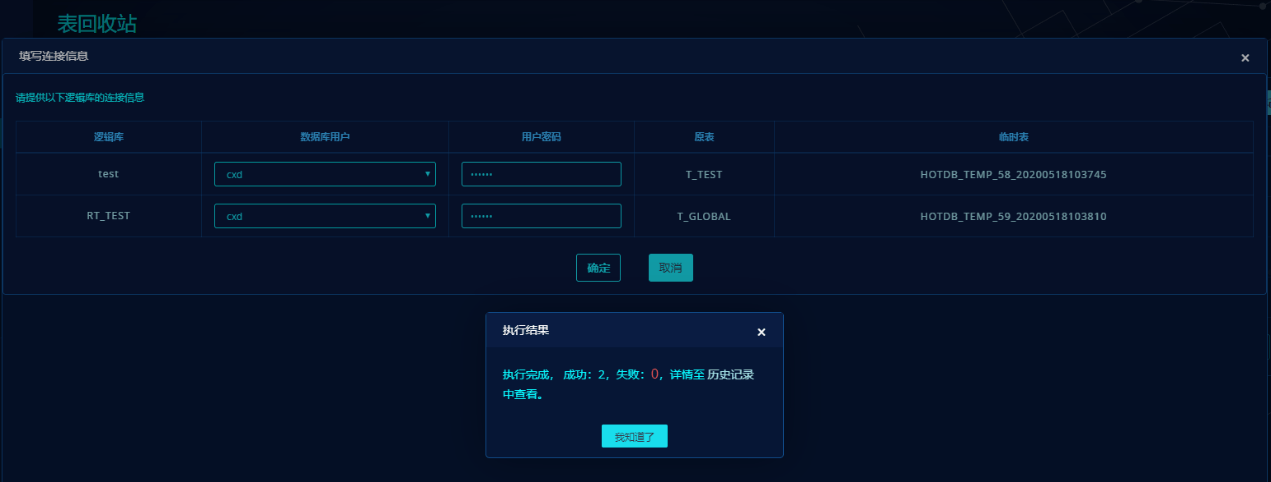 表回收站
填写连接信息
×
请提供以下逻辑库的连接信息
逻辑库 数据库用户 用户密码 原表 临时表
test cxd •••••• T_TEST HOTDB_TEMP_58_20200518103745
RT_TEST cxd •••••• T_GLOBAL HOTDB_TEMP_59_20200518103810
确定 取消
执行结果 ×
执行完成， 成功：2，失败：0，详情至 历史记录
中查看。
我知道了